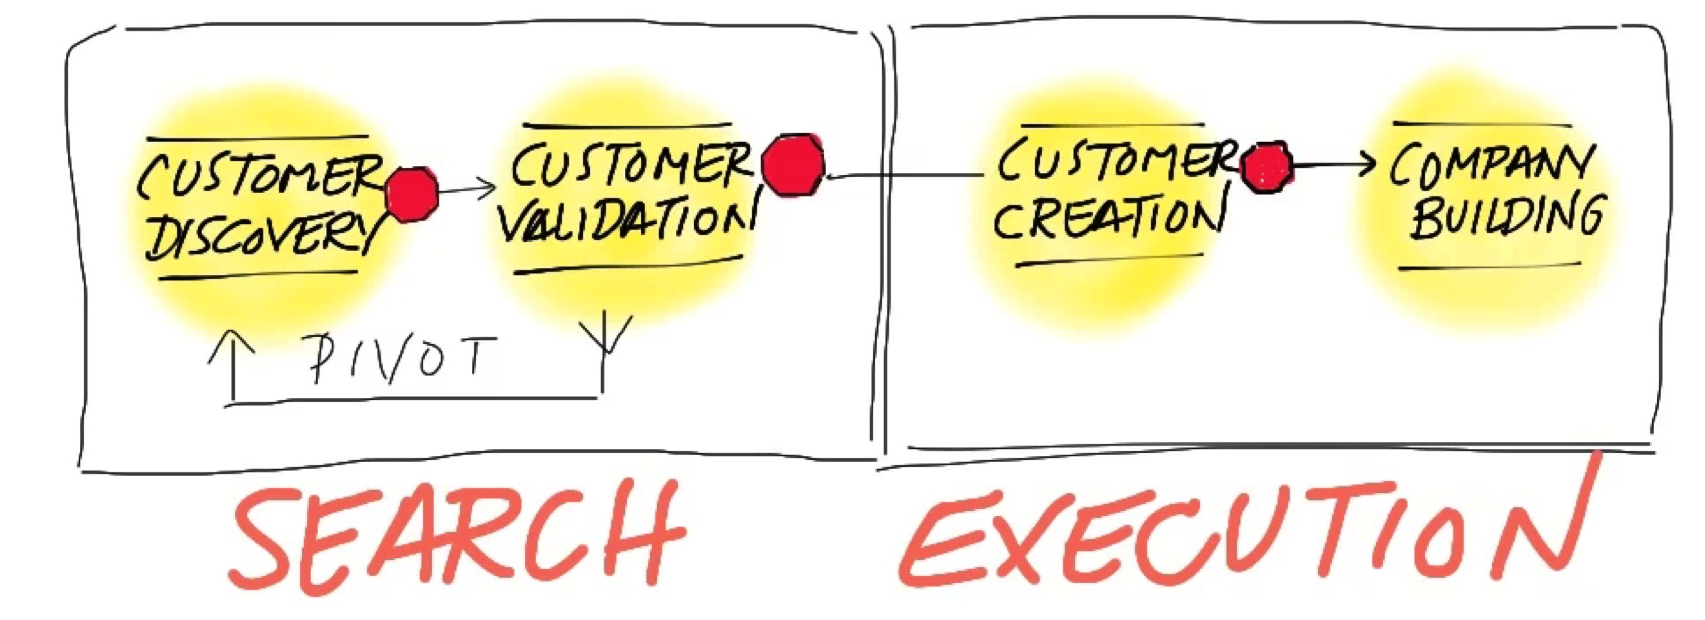 CUSTOMER
DISCOVERY
CUSTOMER
VALIDATION
PIVOT
CUSTOMER
CREATION
COMPANY
BUILDING
SEARCH
EXECUTION